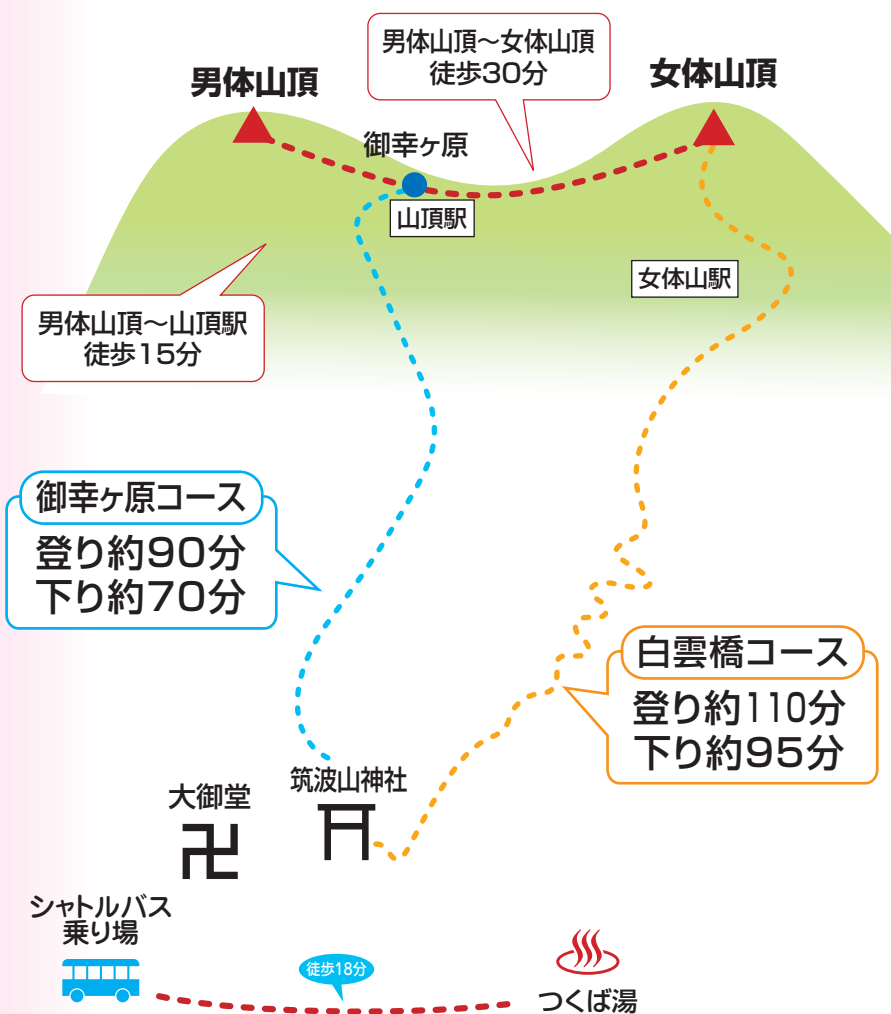 男体山頂～女体山頂
徒歩30分
男体山頂
女体山頂
御幸ヶ原
山頂駅
女体山駅
男体山頂～山頂駅
徒歩15分
御幸ヶ原コース
登り約90分
下り約70分
白雲橋コース
登り約110分
下り約95分
筑波山神社
大御堂
卍
シャトルバス
乗り場
徒歩18分
つくば湯